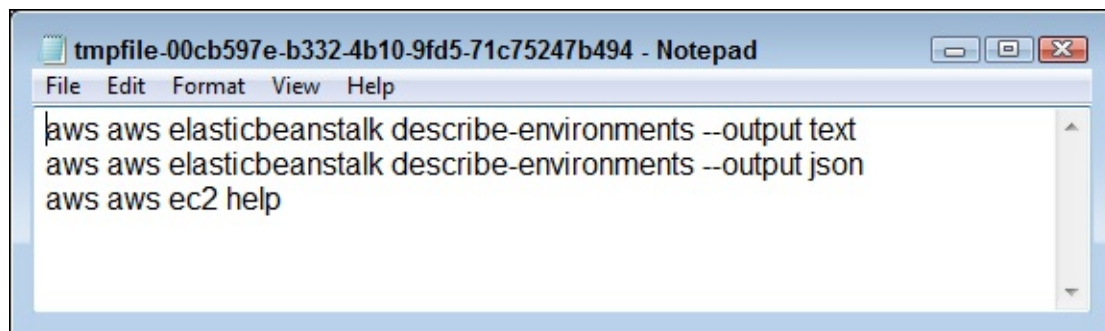 tmpfile-00cb597e-b332-4b10-9fd5-71c75247b494 - Notepad
File Edit Format View Help
aws aws elasticbeanstalk describe-environments --output text
aws aws elasticbeanstalk describe-environments --output json
aws aws ec2 help